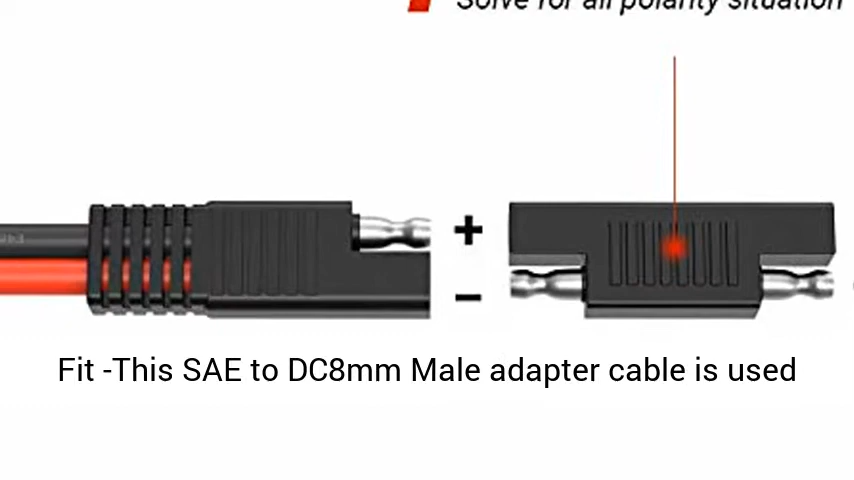 Solve for all polarity situation
+
−
Fit -This SAE to DC8mm Male adapter cable is used